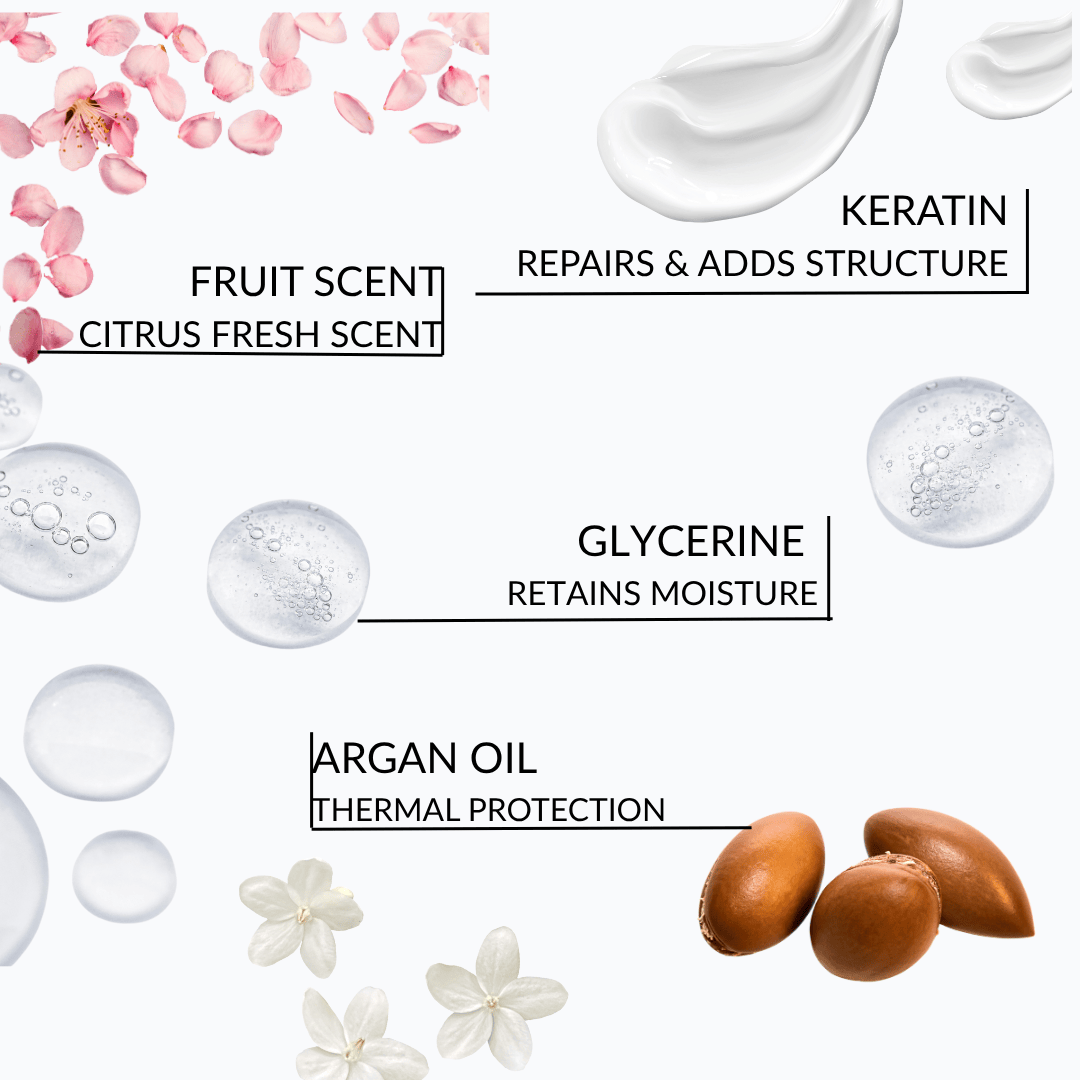 FRUIT SCENT
CITRUS FRESH SCENT
KERATIN
REPAIRS & ADDS STRUCTURE
GLYCERINE
RETAINS MOISTURE
ARGAN OIL
THERMAL PROTECTION